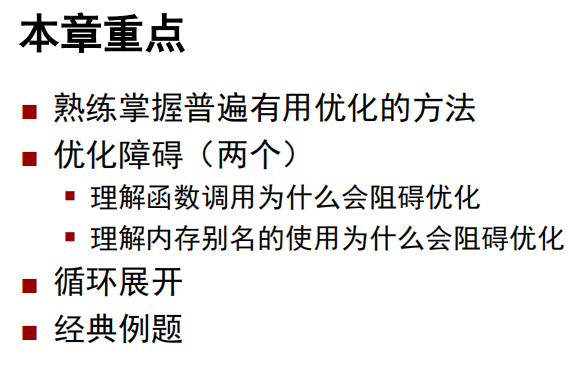 本章重点
熟练掌握普遍有用优化的方法
优化障碍（两个）
理解函数调用为什么会阻碍优化
理解内存别名的使用为什么会阻碍优化
循环展开
经典例题